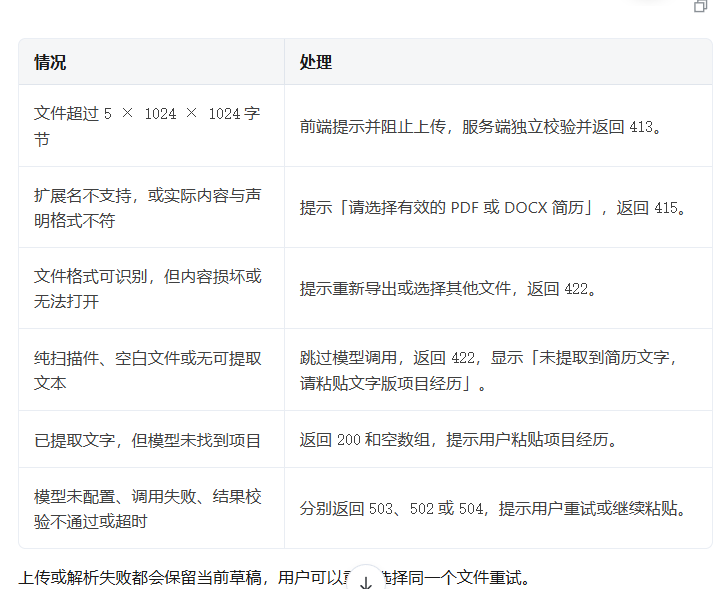 情况
处理
文件超过 5 × 1024 × 1024 字
节
前端提示并阻止上传，服务端独立校验并返回 413。
扩展名不支持，或实际内容与声
明格式不符
提示「请选择有效的 PDF 或 DOCX 简历」，返回 415。
文件格式可识别，但内容损坏或
无法打开
提示重新导出或选择其他文件，返回 422。
纯扫描件、空白文件或无可提取
文本
跳过模型调用，返回 422，显示「未提取到简历文字，
请粘贴文字版项目经历」。
已提取文字，但模型未找到项目
返回 200 和空数组，提示用户粘贴项目经历。
模型未配置、调用失败、结果校
验不通过或超时
分别返回 503、502 或 504，提示用户重试或继续粘贴。
上传或解析失败都会保留当前草稿，用户可以选择同一个文件重试。